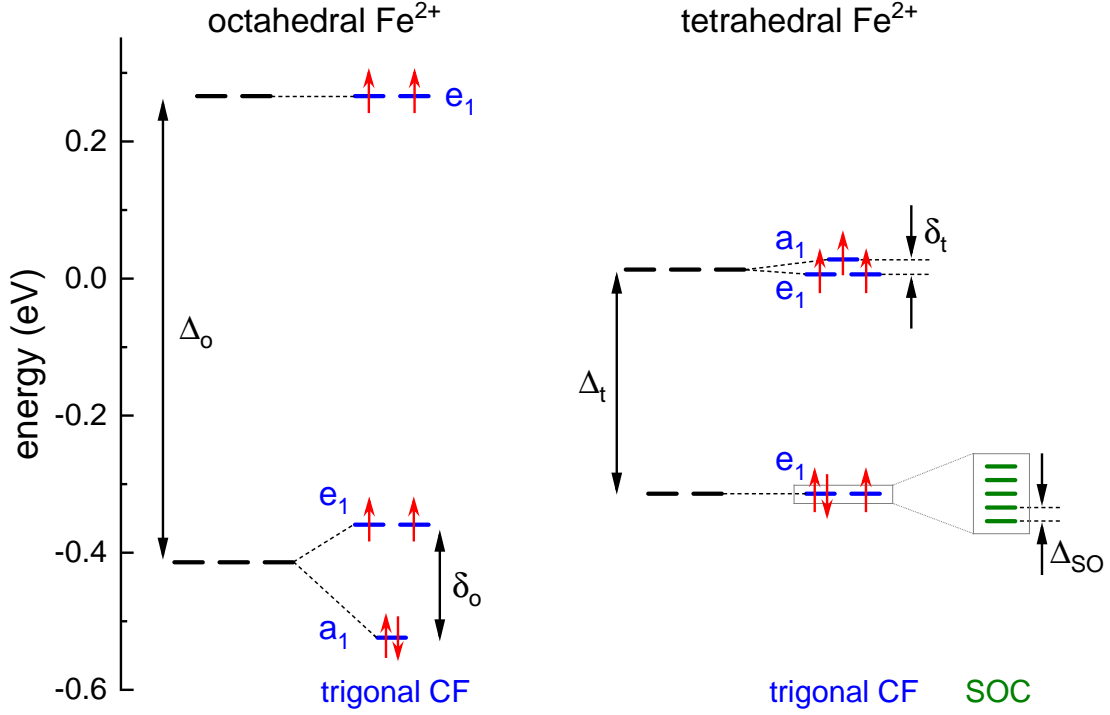 octahedral Fe²⁺
tetrahedral Fe²⁺
energy (eV)
0.2
0.0
-0.2
-0.4
-0.6
e₁
Δₒ
e₁
a₁
δₒ
trigonal CF
a₁
e₁
δₜ
Δₜ
e₁
Δ_SO
trigonal CF
SOC